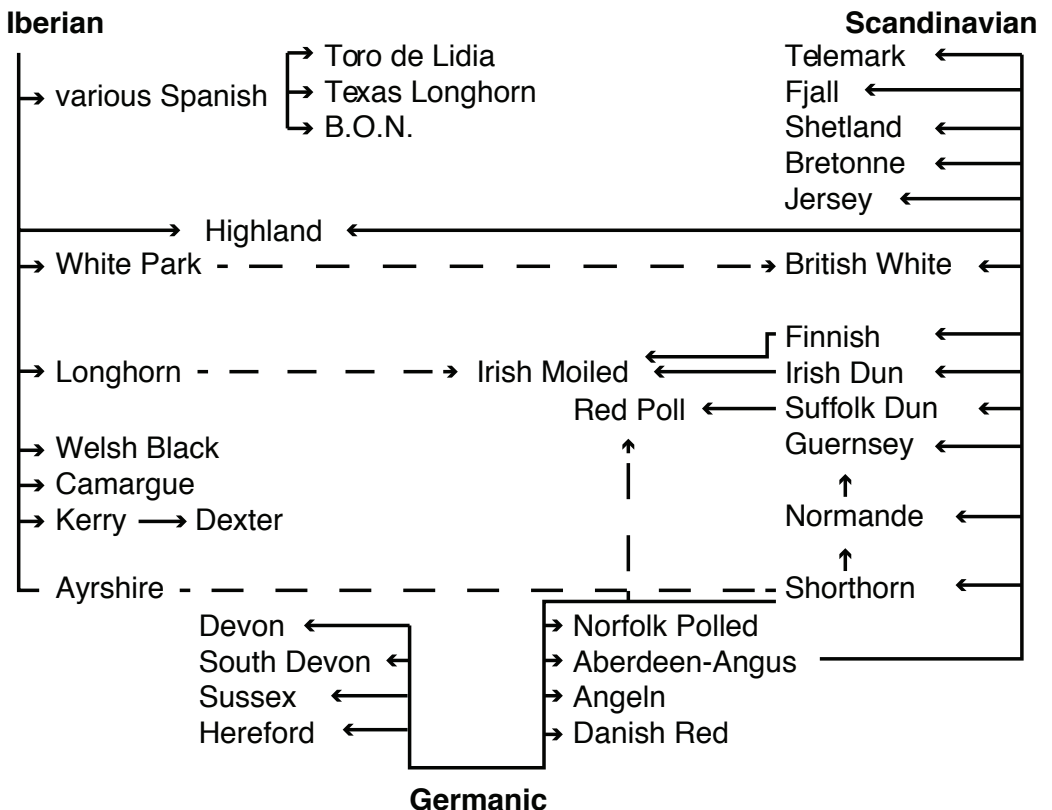 Iberian
Scandinavian
Toro de Lidia
Telemark
various Spanish
Texas Longhorn
Fjall
B.O.N.
Shetland
Bretonne
Jersey
Highland
White Park
British White
Finnish
Longhorn
Irish Moiled
Irish Dun
Red Poll
Suffolk Dun
Welsh Black
Guernsey
Camargue
Kerry
Dexter
Normande
Ayrshire
Shorthorn
Devon
Norfolk Polled
South Devon
Aberdeen-Angus
Sussex
Angeln
Hereford
Danish Red
Germanic